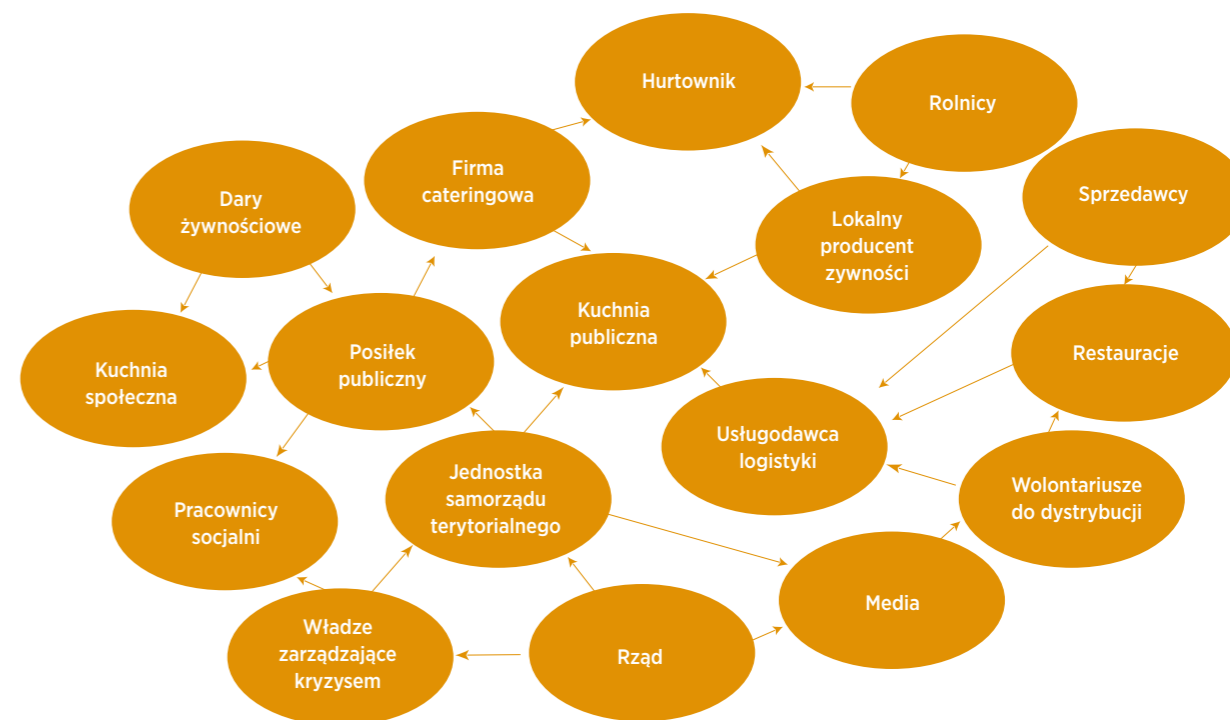 Hurtownik
Rolnicy
Firma
cateringowa
Dary
żywnościowe
Sprzedawcy
Lokalny
producent
zywności
Kuchnia
publiczna
Kuchnia
społeczna
Posiłek
publiczny
Restauracje
Usługodawca
logistyki
Jednostka
samorządu
terytorialnego
Wolontariusze
do dystrybucji
Pracownicy
socjalni
Media
Władze
zarządzające
kryzysem
Rząd